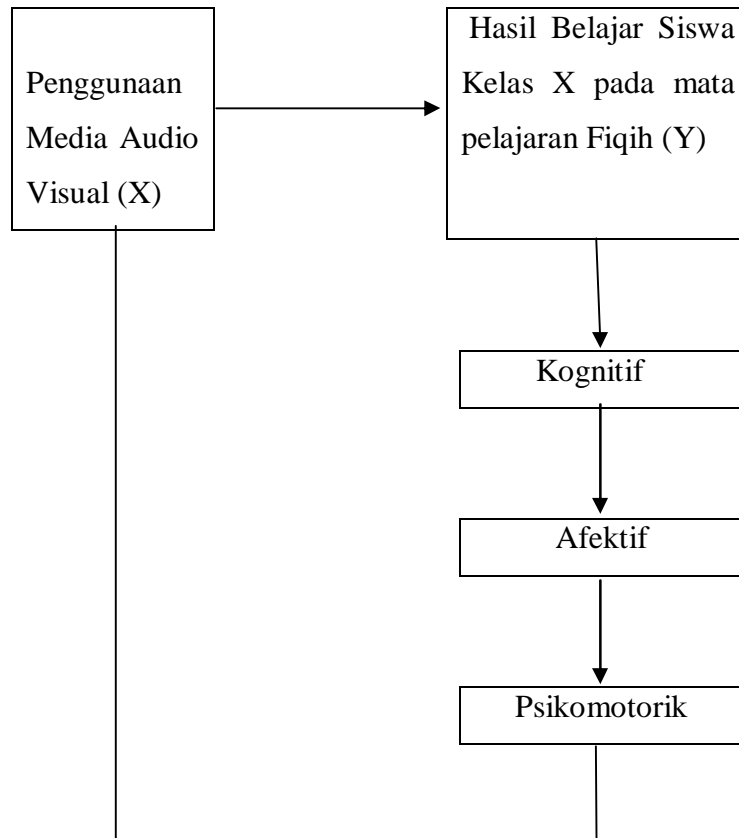 Penggunaan
Media Audio
Visual (X)
Hasil Belajar Siswa
Kelas X pada mata
pelajaran Fiqih (Y)
Kognitif
Afektif
Psikomotorik